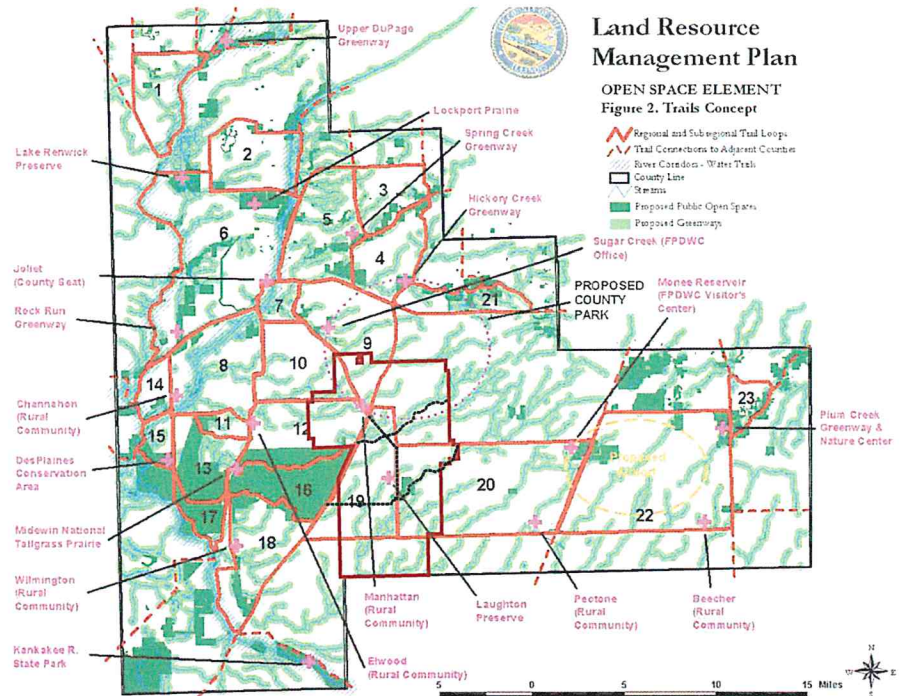 Land Resource
Management Plan
OPEN SPACE ELEMENT
Figure 2. Trails Concept
Regional and Subregional Trail Loops
Trail Connections to Adjacent Counties
River Corridors - Water Trails
County Line
Streams
Proposed Public Open Spaces
Proposed Greenways
Upper DuPage
Greenway
Lockport Prairie
Spring Creek
Greenway
Lake Renwick
Preserve
Hickory Creek
Greenway
Sugar Creek (FPDWC
Office)
Joliet
(County Seat)
PROPOSED
COUNTY
PARK
Monee Reservoir
(FPDWC Visitor's
Center)
Rock Run
Greenway
Channahon
(Rural
Community)
Plum Creek
Greenway &
Nature Center
DesPlaines
Conservation
Area
Proposed
Midewin National
Tallgrass Prairie
Wilmington
(Rural
Community)
Manhattan
(Rural
Community)
Laughton
Preserve
Peotone
(Rural
Community)
Beecher
(Rural
Community)
Kankakee R.
State Park
Elwood
(Rural Community)
1
2
3
4
5
6
7
8
9
10
11
12
13
14
15
16
17
18
19
20
21
22
23
N
W
E
S
5 0 5 10 15 Miles